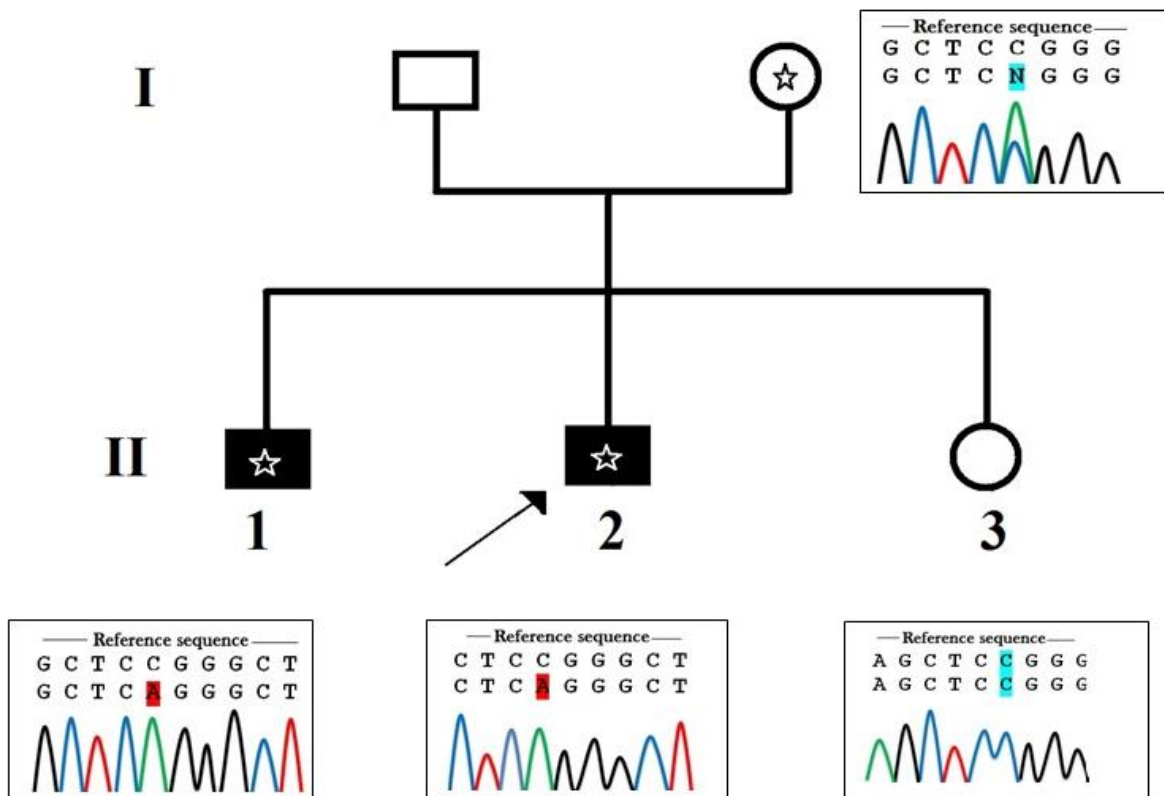 I
Reference sequence
G C T C C G G G
G C T C N G G G
II
1
2
3
Reference sequence
G C T C C G G G C T
G C T C A G G G C T
Reference sequence
C T C C G G G C T
C T C A G G G C T
Reference sequence
A G C T C C G G G
A G C T C C G G G